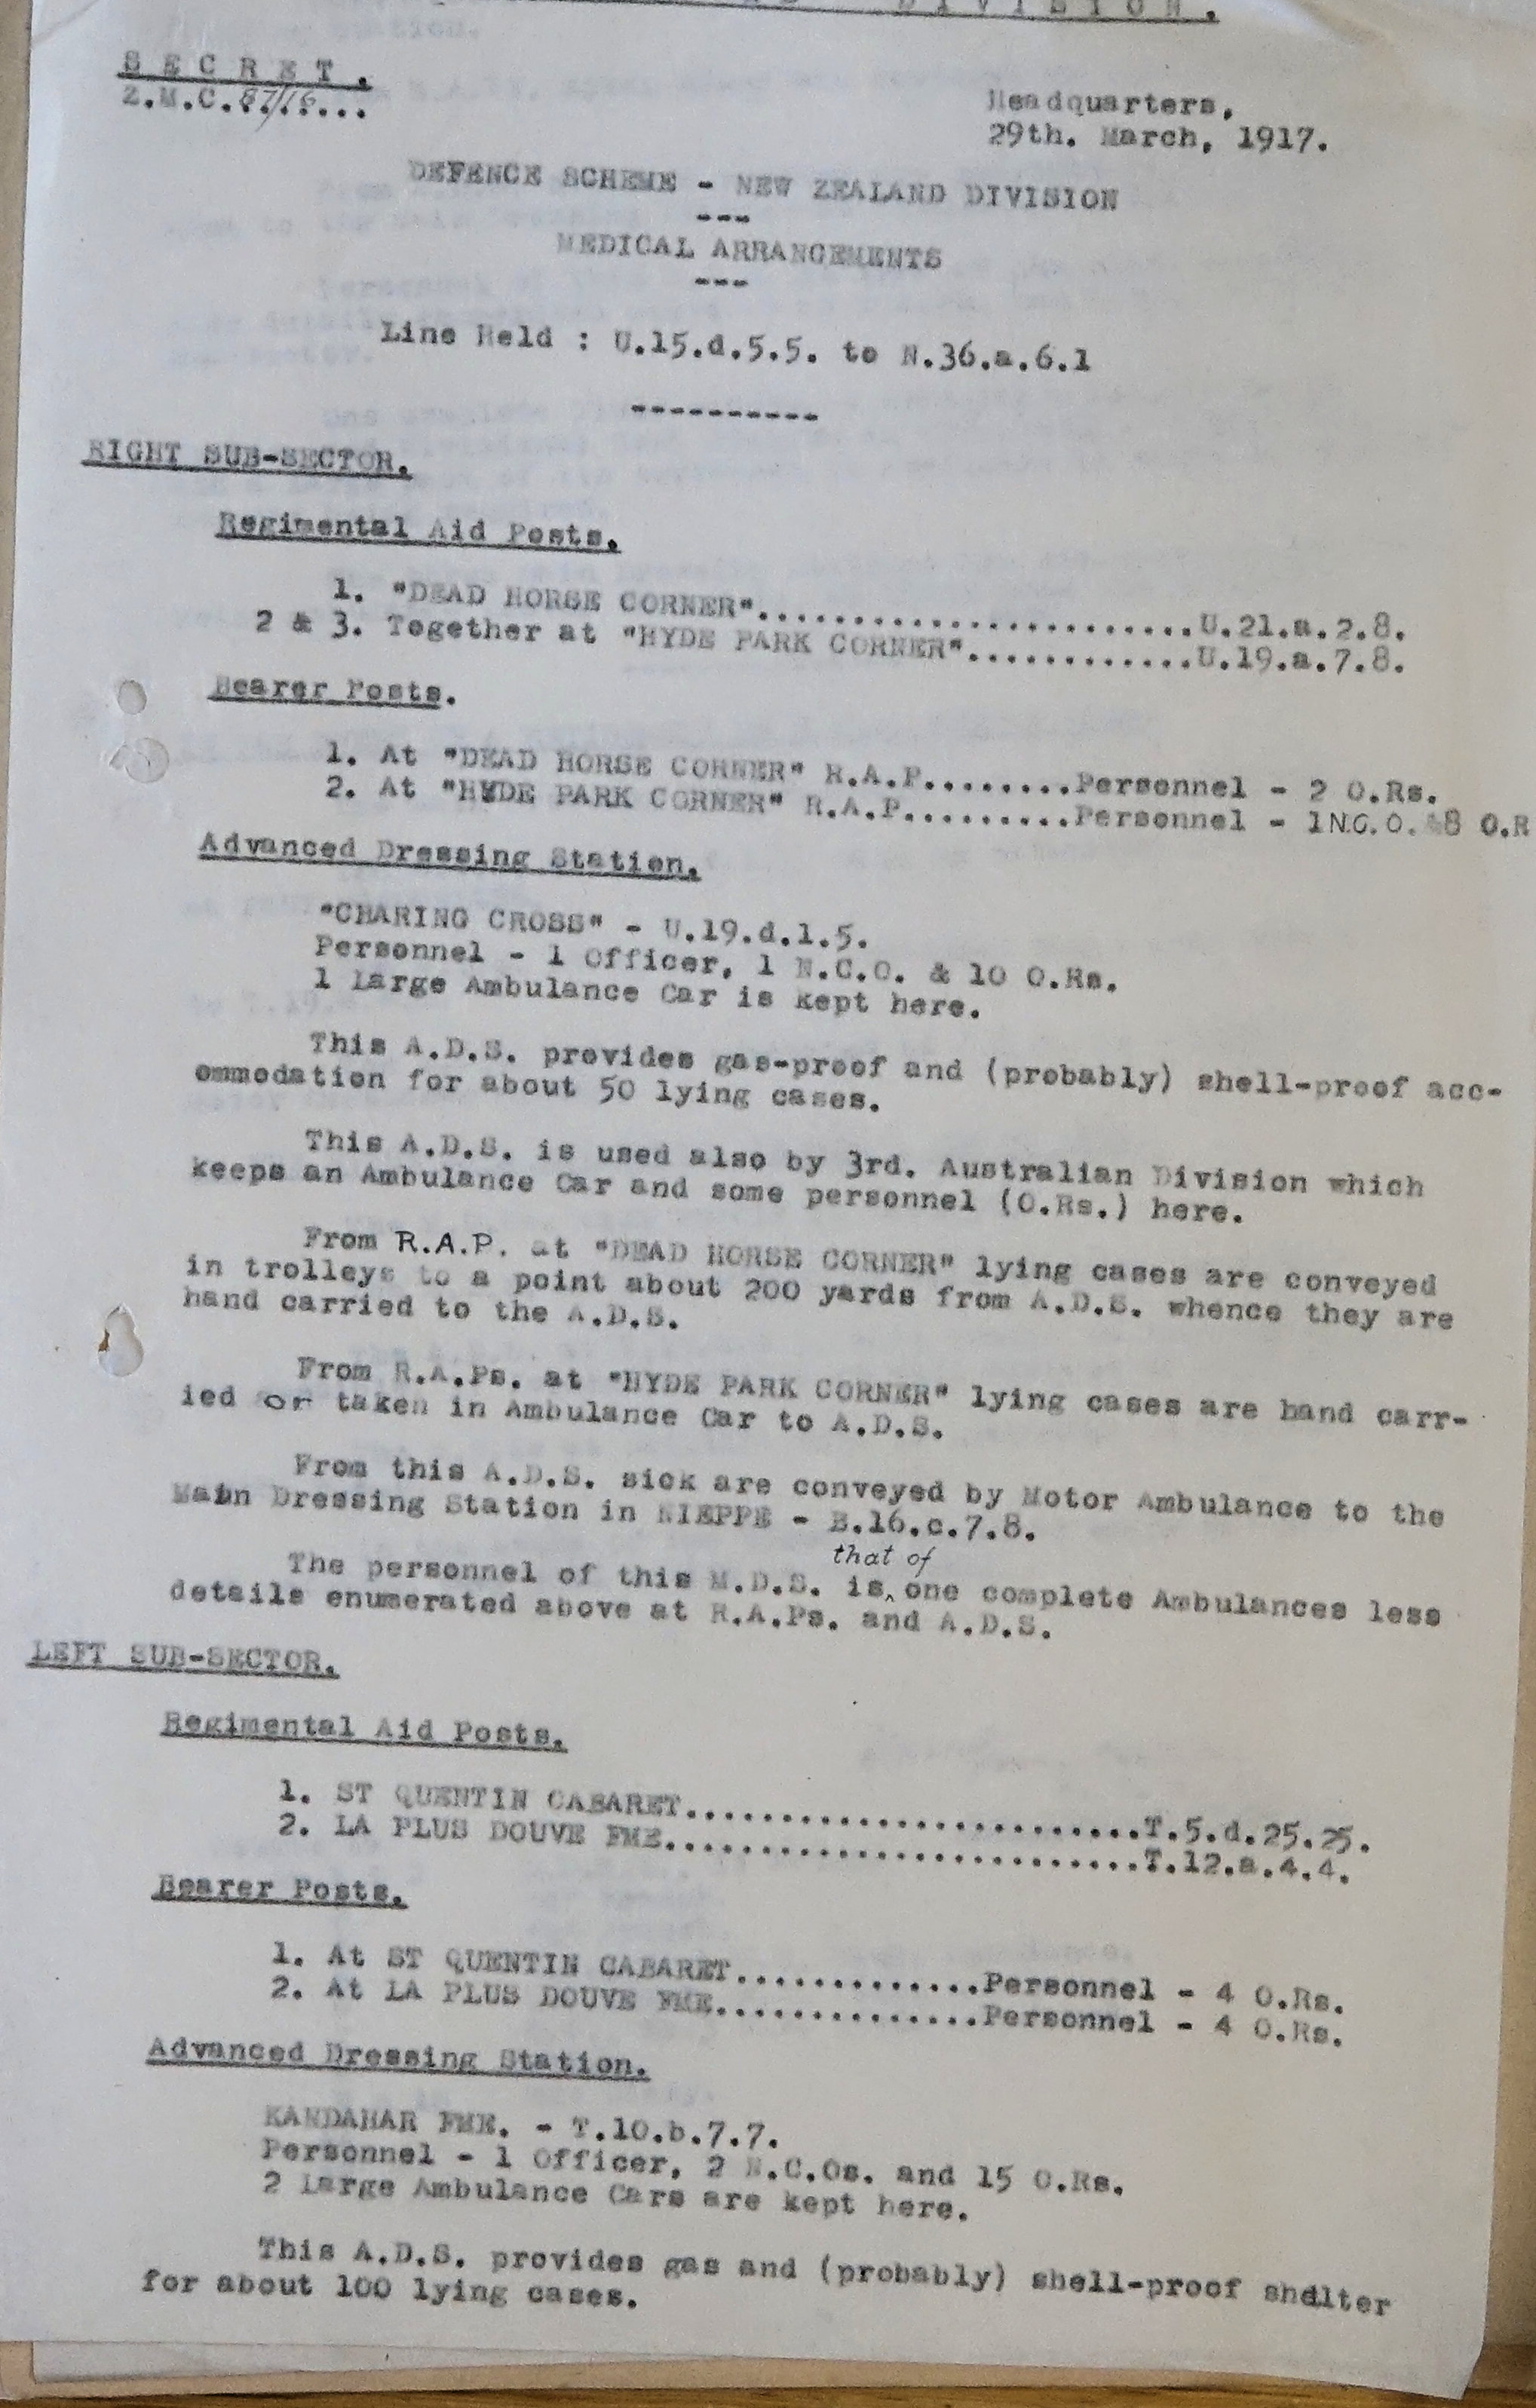 DIVISION.
SECRET.
Z.M.C.87/16...
Headquarters,
29th. March, 1917.
DEFENCE SCHEME - NEW ZEALAND DIVISION
---
MEDICAL ARRANGEMENTS
---
Line Held : U.15.d.5.5. to N.36.a.6.1
----------
RIGHT SUB-SECTOR.
Regimental Aid Posts.
1. "DEAD HORSE CORNER"........................U.21.a.2.8.
2 & 3. Together at "HYDE PARK CORNER"............U.19.a.7.8.
Bearer Posts.
1. At "DEAD HORSE CORNER" R.A.P........Personnel - 2 O.Rs.
2. At "HYDE PARK CORNER" R.A.P.........Personnel - 1 N.C.O. &8 O.R
Advanced Dressing Station.
"CHARING CROSS" - U.19.d.1.5.
Personnel - 1 Officer, 1 N.C.O. & 10 O.Rs.
1 Large Ambulance Car is kept here.
This A.D.S. provides gas-proof and (probably) shell-proof acc-
ommodation for about 50 lying cases.
This A.D.S. is used also by 3rd. Australian Division which
keeps an Ambulance Car and some personnel (O.Rs.) here.
From R.A.P. at "DEAD HORSE CORNER" lying cases are conveyed
in trolleys to a point about 200 yards from A.D.S. whence they are
hand carried to the A.D.S.
From R.A.Ps. at "HYDE PARK CORNER" lying cases are hand carr-
ied or taken in Ambulance Car to A.D.S.
From this A.D.S. sick are conveyed by Motor Ambulance to the
Main Dressing Station in NIEPPE - B.16.c.7.8.
that of
The personnel of this M.D.S. is one complete Ambulances less
details enumerated above at R.A.Ps. and A.D.S.
LEFT SUB-SECTOR.
Regimental Aid Posts.
1. ST QUENTIN CABARET........................T.5.d.25.25.
2. LA PLUS DOUVE FME.........................T.12.a.4.4.
Bearer Posts.
1. At ST QUENTIN CABARET.............Personnel - 4 O.Rs.
2. At LA PLUS DOUVE FME..............Personnel - 4 O.Rs.
Advanced Dressing Station.
KANDAHAR FME. - T.10.b.7.7.
Personnel - 1 Officer, 2 N.C.Os. and 15 O.Rs.
2 Large Ambulance Cars are kept here.
This A.D.S. provides gas and (probably) shell-proof shelter
for about 100 lying cases.